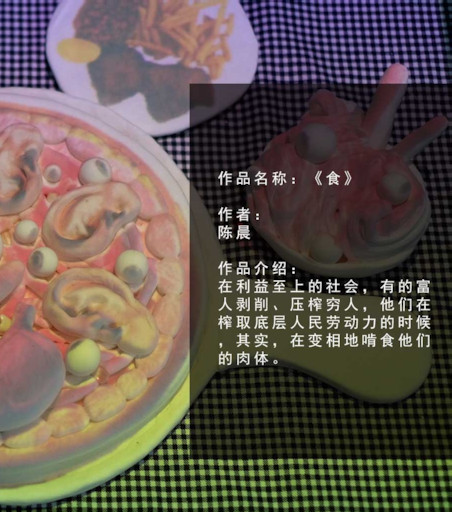 作品名称：《食》
作者：
陈晨
作品介绍：
在利益至上的社会，有的富
人剥削、压榨穷人，他们在
榨取底层人民劳动力的时候
，其实，在变相地啃食他们
的肉体。